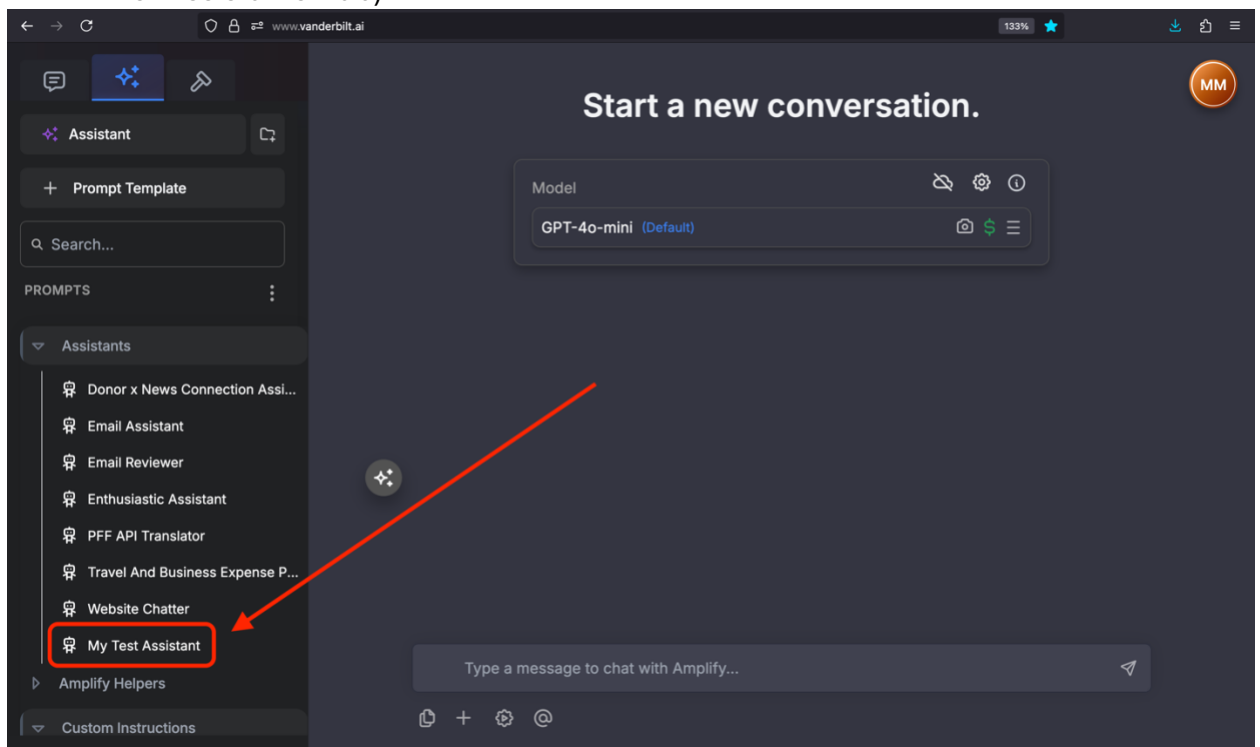 www.vanderbilt.ai
133%
MM
Assistant
+ Prompt Template
Search...
PROMPTS
Assistants
Donor x News Connection Assi...
Email Assistant
Email Reviewer
Enthusiastic Assistant
PFF API Translator
Travel And Business Expense P...
Website Chatter
My Test Assistant
Amplify Helpers
Custom Instructions
Start a new conversation.
Model
GPT-4o-mini (Default)
$
Type a message to chat with Amplify...